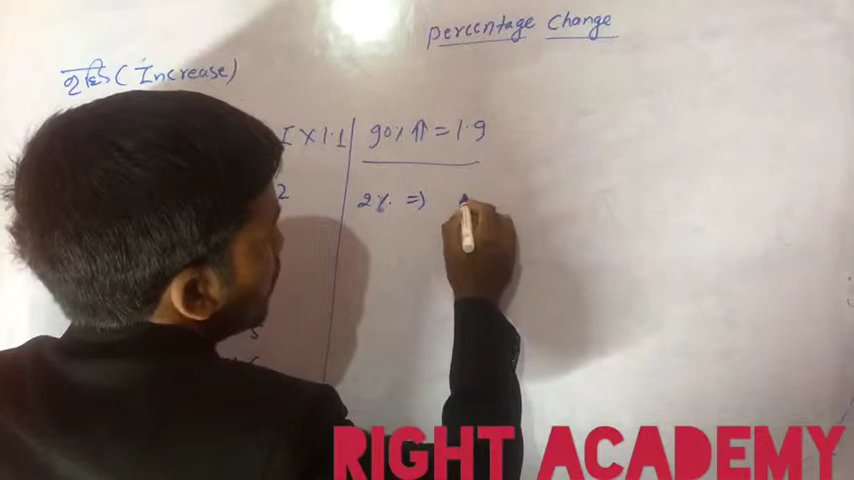 Percentage Change
वृद्धि (Increase)
I × 1.1
90% ⇑ = 1.9
2
2% ⇒
RIGHT ACADEMY